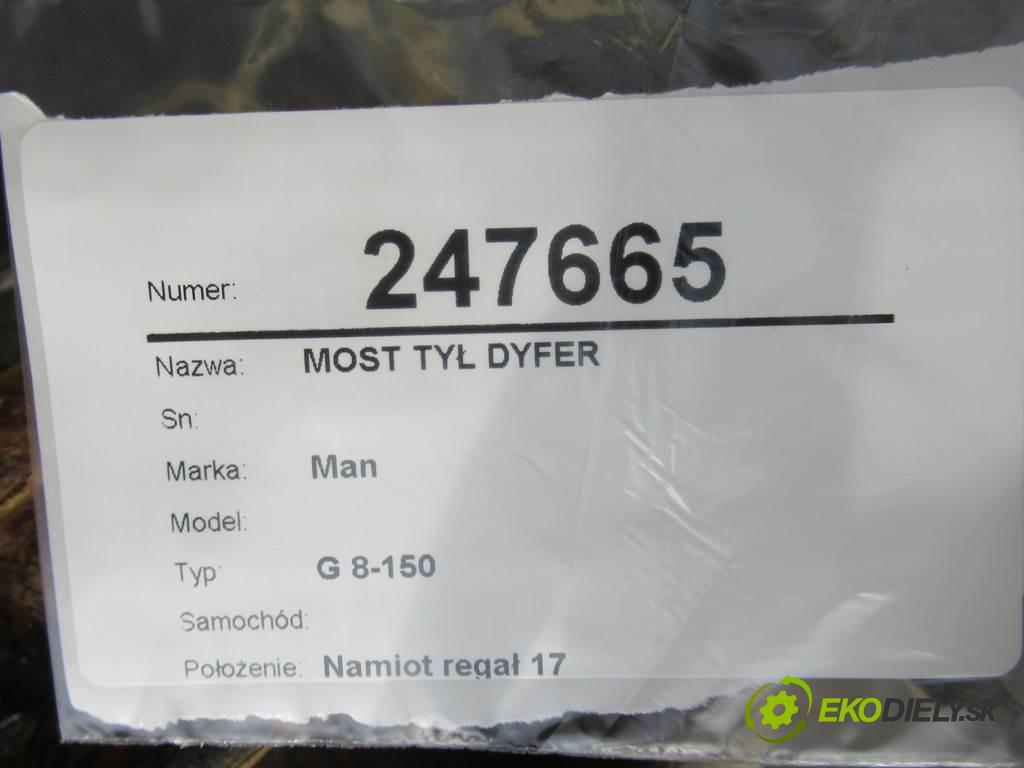 Numer: 247665
Nazwa: MOST TYŁ DYFER
Sn:
Marka: Man
Model:
Typ: G 8-150
Samochód:
Położenie: Namiot regał 17
EKODIELY.sk